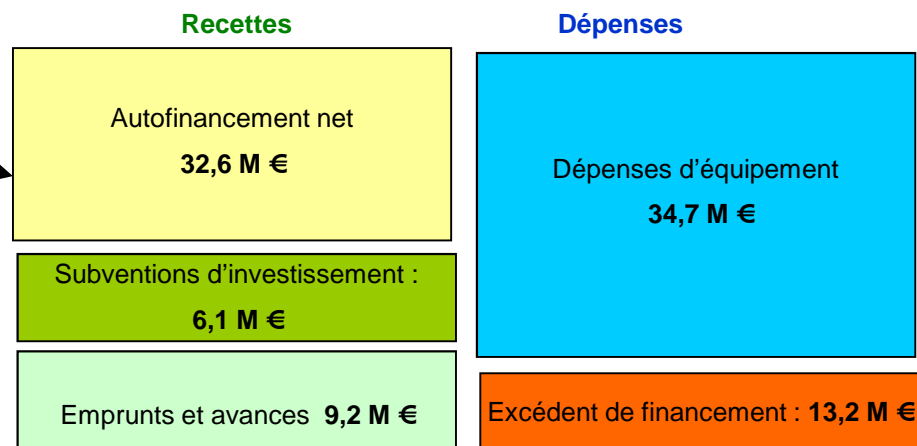 Recettes
Dépenses
Autofinancement net
32,6 M €
Subventions d'investissement :
6,1 M €
Emprunts et avances 9,2 M €
Dépenses d'équipement
34,7 M €
Excédent de financement : 13,2 M €